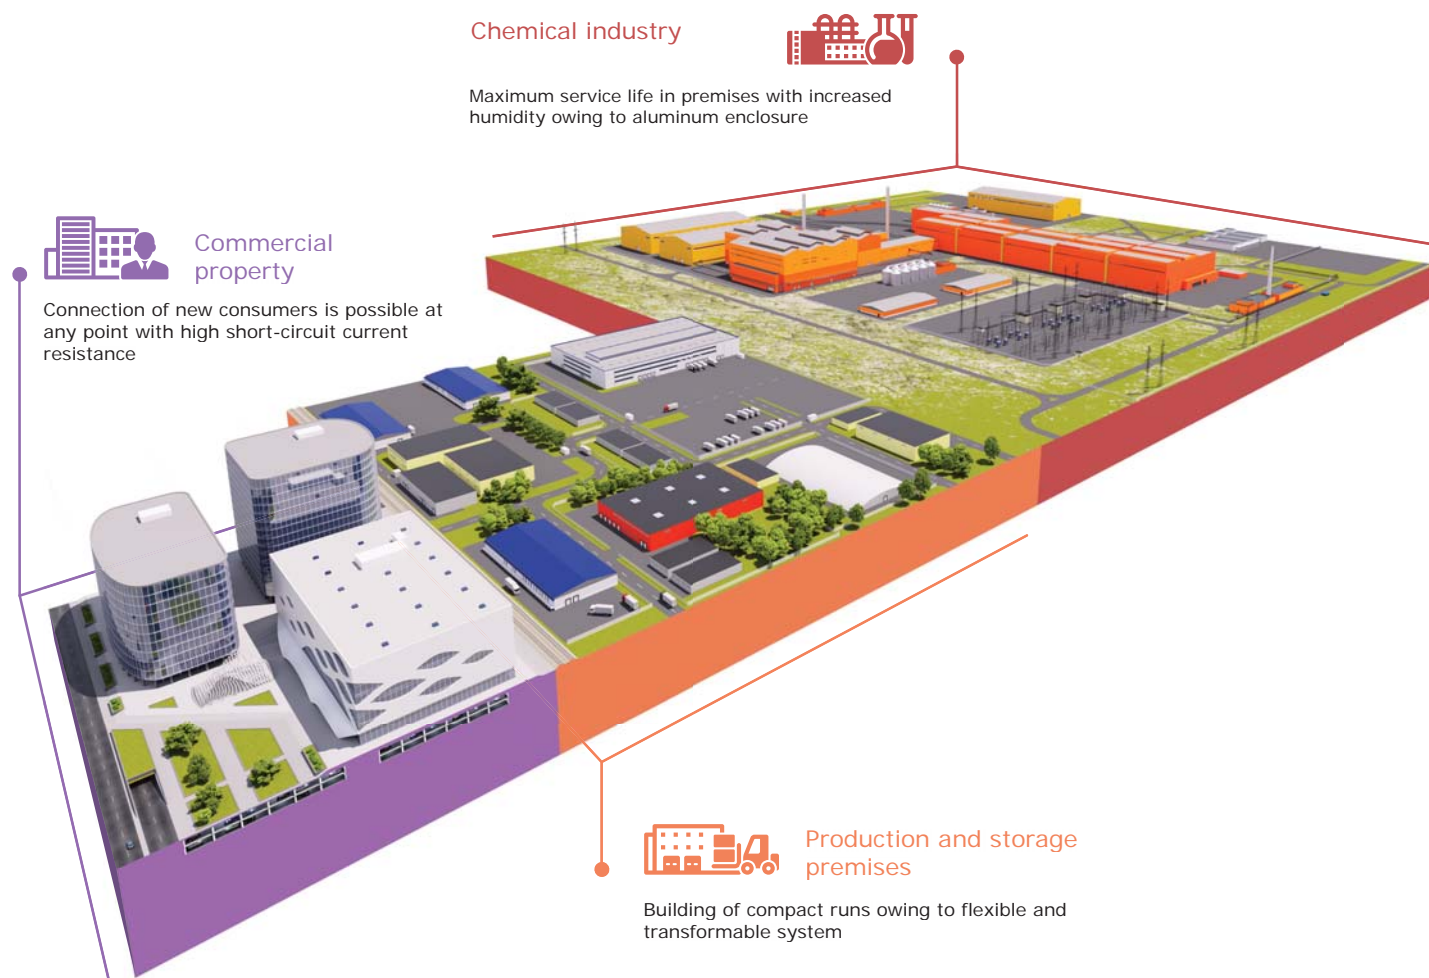 Chemical industry
Maximum service life in premises with increased
humidity owing to aluminum enclosure
Commercial
property
Connection of new consumers is possible at
any point with high short-circuit current
resistance
Production and storage
premises
Building of compact runs owing to flexible and
transformable system